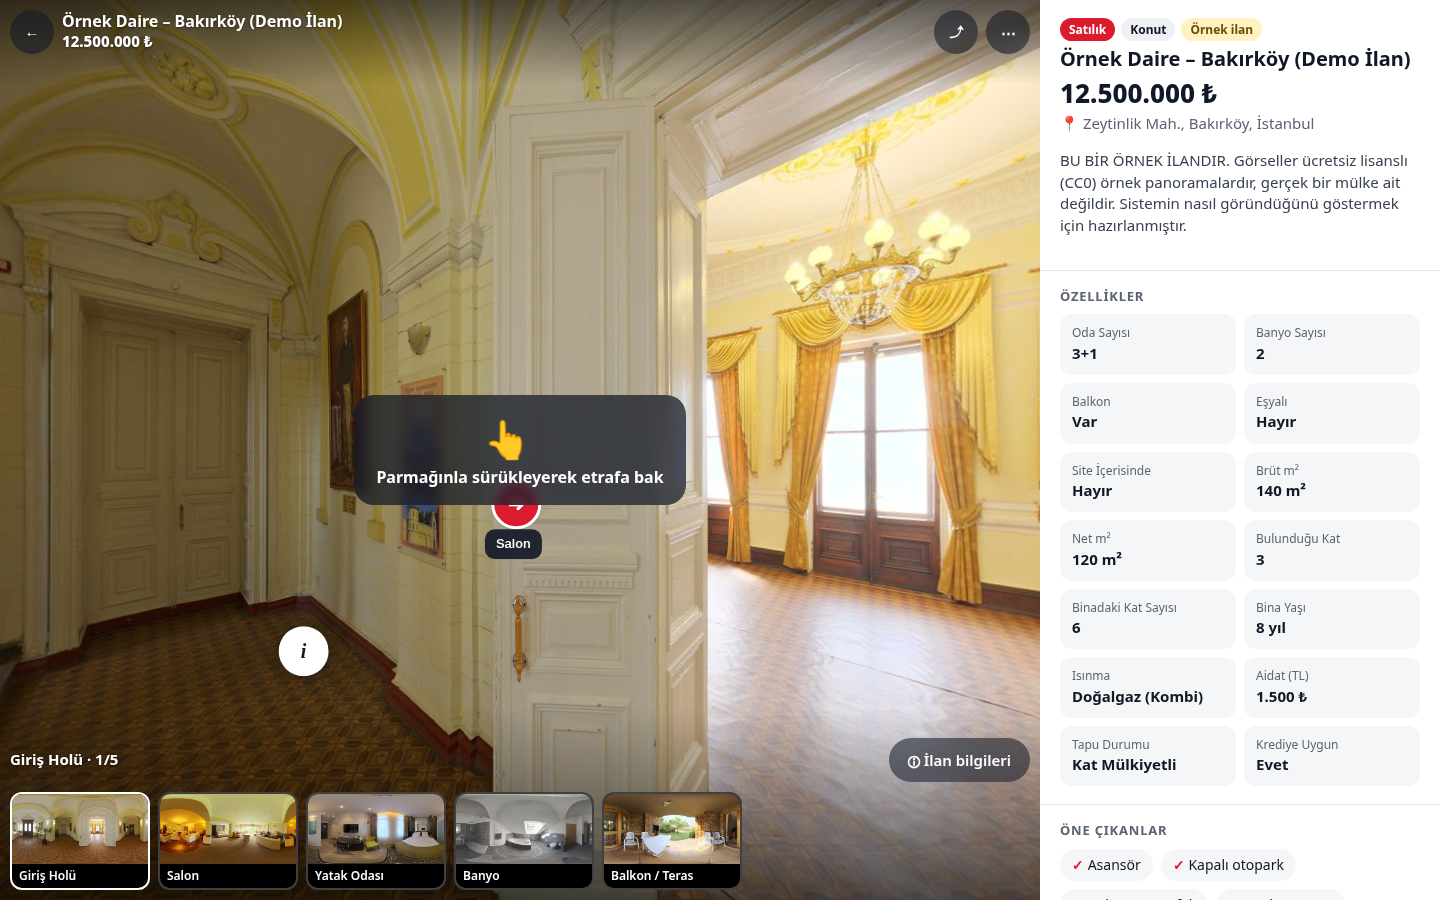 ←
Örnek Daire – Bakırköy (Demo İlan)
12.500.000 ₺
⤴
…
Parmağınla sürükleyerek etrafa bak
Salon
i
Giriş Holü · 1/5
ⓘ İlan bilgileri
Giriş Holü
Salon
Yatak Odası
Banyo
Balkon / Teras
Satılık
Konut
Örnek ilan
Örnek Daire – Bakırköy (Demo İlan)
12.500.000 ₺
📍 Zeytinlik Mah., Bakırköy, İstanbul
BU BİR ÖRNEK İLANDIR. Görseller ücretsiz lisanslı
(CC0) örnek panoramalardır, gerçek bir mülke ait
değildir. Sistemin nasıl göründüğünü göstermek
için hazırlanmıştır.
ÖZELLİKLER
Oda Sayısı
3+1
Banyo Sayısı
2
Balkon
Var
Eşyalı
Hayır
Site İçerisinde
Hayır
Brüt m²
140 m²
Net m²
120 m²
Bulunduğu Kat
3
Binadaki Kat Sayısı
6
Bina Yaşı
8 yıl
Isınma
Doğalgaz (Kombi)
Aidat (TL)
1.500 ₺
Tapu Durumu
Kat Mülkiyetli
Krediye Uygun
Evet
ÖNE ÇIKANLAR
✓ Asansör
✓ Kapalı otopark